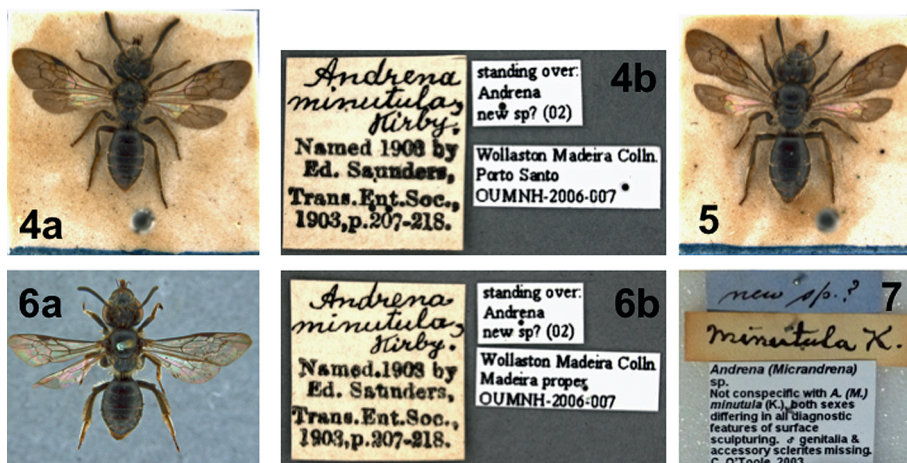 4a
Andrena
minutula,
Kirby.
Named 1903 by
Ed. Saunders,
Trans.Ent.Soc.,
1903,p.207-218.
standing over:
Andrena
new sp? (02)
4b
Wollaston Madeira Colln.
Porto Santo
OUMNH-2006-007
5
6a
Andrena
minutula,
Kirby.
Named.1903 by
Ed. Saunders,
Trans.Ent.Soc.,
1903,p.207-218.
standing over:
Andrena
new sp? (02)
6b
Wollaston Madeira Colln
Madeira proper
OUMNH-2006-007
new sp.?
7
minutula K.
Andrena (Micrandrena)
sp.
Not conspecific with A. (M.)
minutula (K.), both sexes
differing in all diagnostic
features of surface
sculpturing. ♂ genitalia &
accessory sclerites missing.
C. O'Toole, 2003